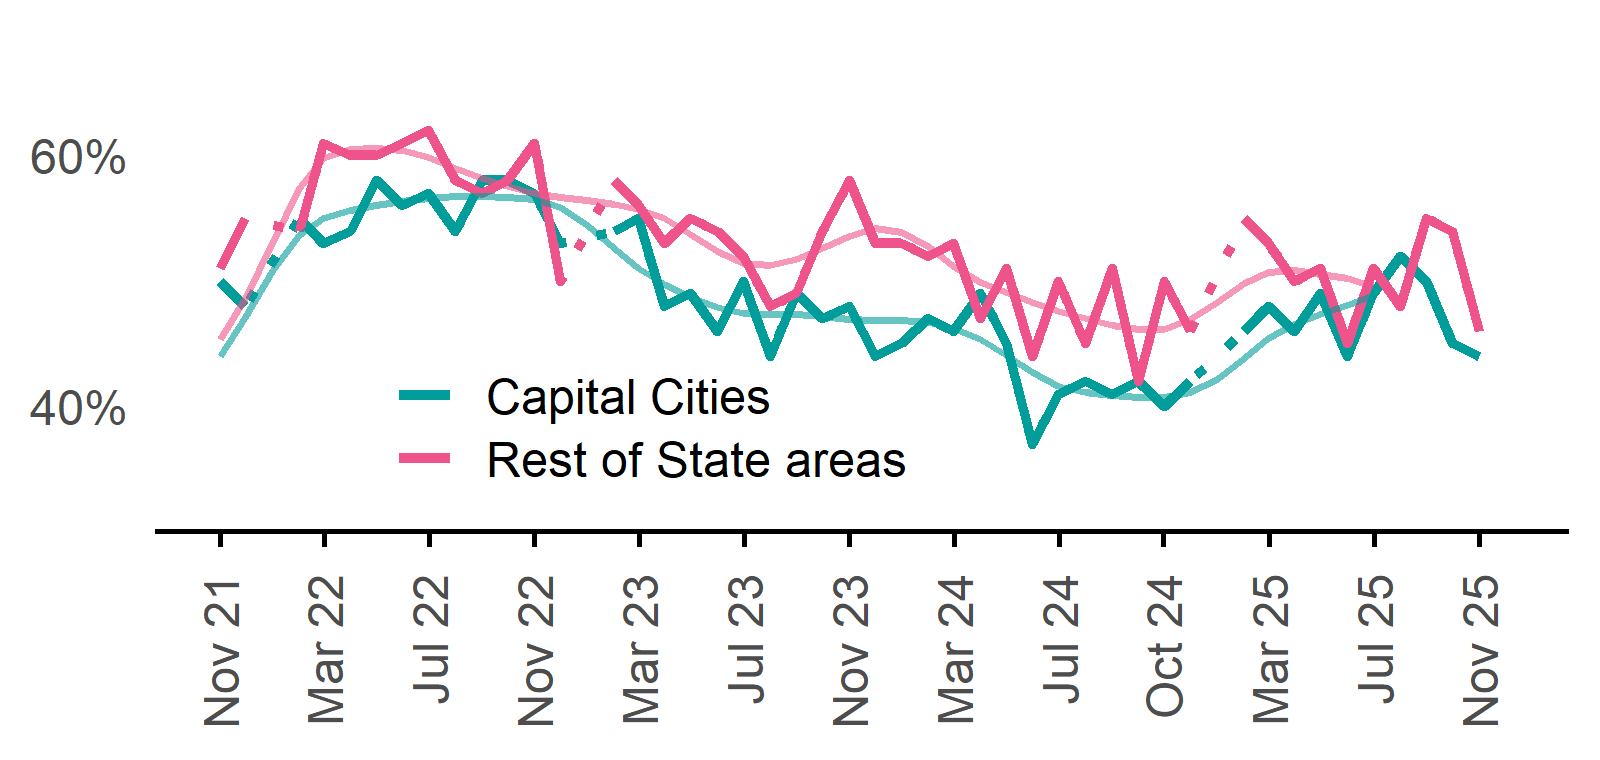 60%
40%
Capital Cities
Rest of State areas
Nov 21
Mar 22
Jul 22
Nov 22
Mar 23
Jul 23
Nov 23
Mar 24
Jul 24
Oct 24
Mar 25
Jul 25
Nov 25